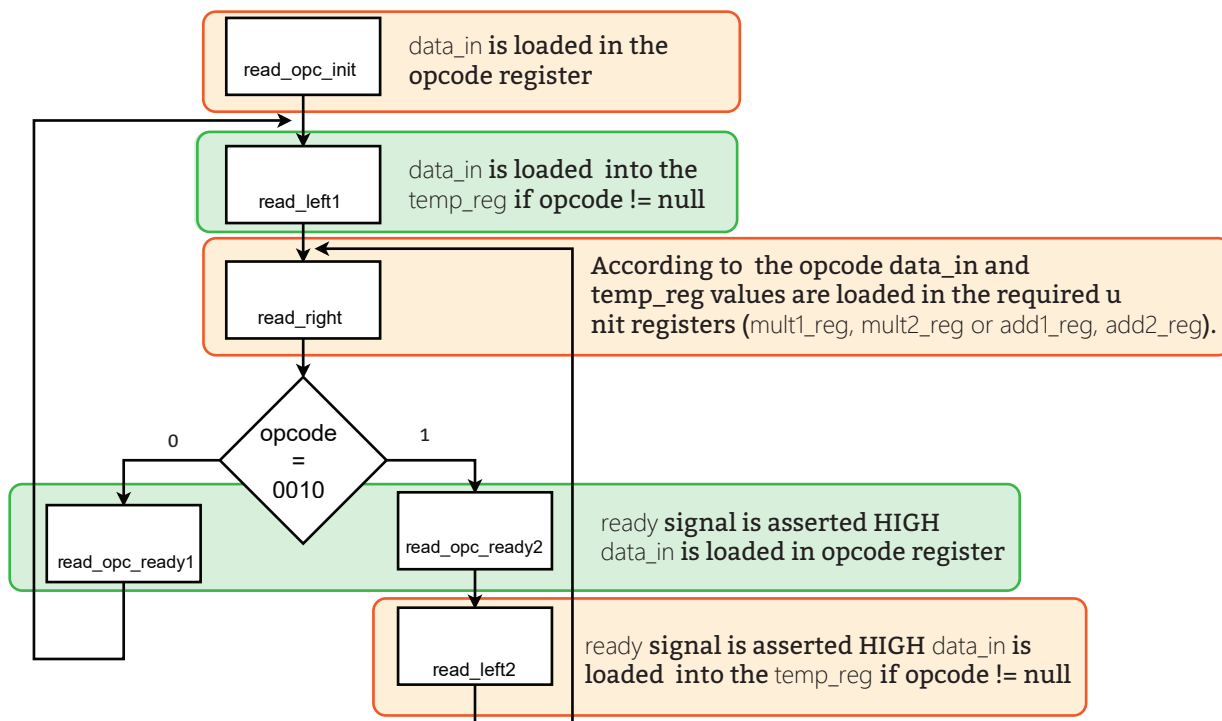 read_opc_init
data_in is loaded in the
opcode register
read_left1
data_in is loaded  into the
temp_reg if opcode != null
read_right
According to  the opcode data_in and
temp_reg values are loaded in the required u
nit registers (mult1_reg, mult2_reg or add1_reg, add2_reg).
0
opcode
=
0010
1
read_opc_ready1
read_opc_ready2
ready signal is asserted HIGH
data_in is loaded in opcode register
read_left2
ready signal is asserted HIGH data_in is
loaded  into the temp_reg if opcode != null